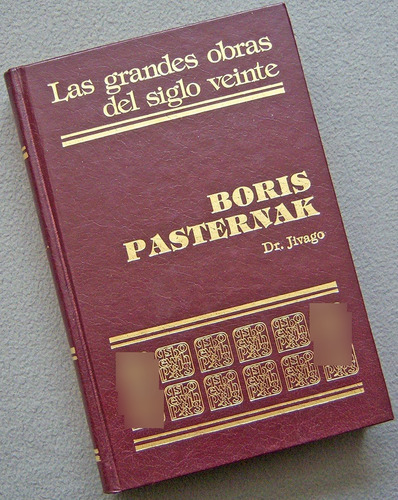 Las grandes obras
del siglo veinte
BORIS
PASTERNAK
Dr. Jivago